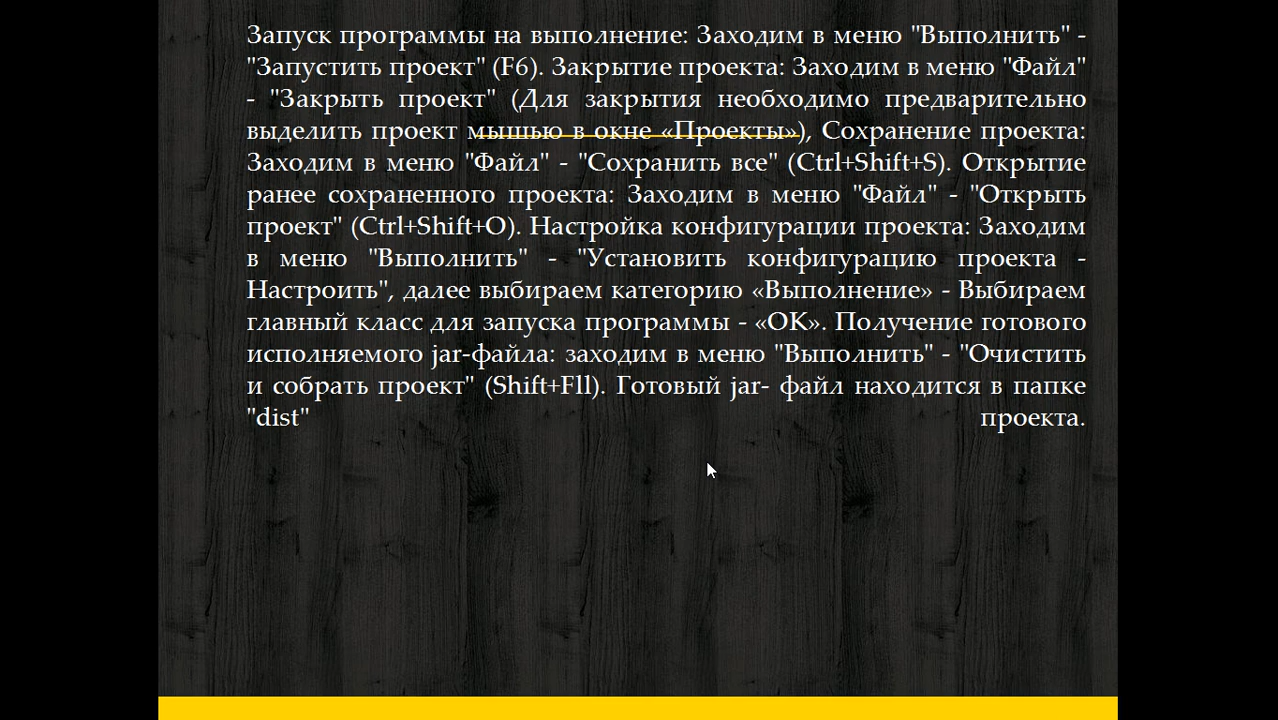 Запуск программы на выполнение: Заходим в меню "Выполнить" -
"Запустить проект" (F6). Закрытие проекта: Заходим в меню "Файл"
- "Закрыть проект" (Для закрытия необходимо предварительно
выделить проект мышью в окне «Проекты»), Сохранение проекта:
Заходим в меню "Файл" - "Сохранить все" (Ctrl+Shift+S). Открытие
ранее сохраненного проекта: Заходим в меню "Файл" - "Открыть
проект" (Ctrl+Shift+O). Настройка конфигурации проекта: Заходим
в меню "Выполнить" - "Установить конфигурацию проекта -
Настроить", далее выбираем категорию «Выполнение» - Выбираем
главный класс для запуска программы - «OK». Получение готового
исполняемого jar-файла: заходим в меню "Выполнить" - "Очистить
и собрать проект" (Shift+Fll). Готовый jar- файл находится в папке
"dist" проекта.